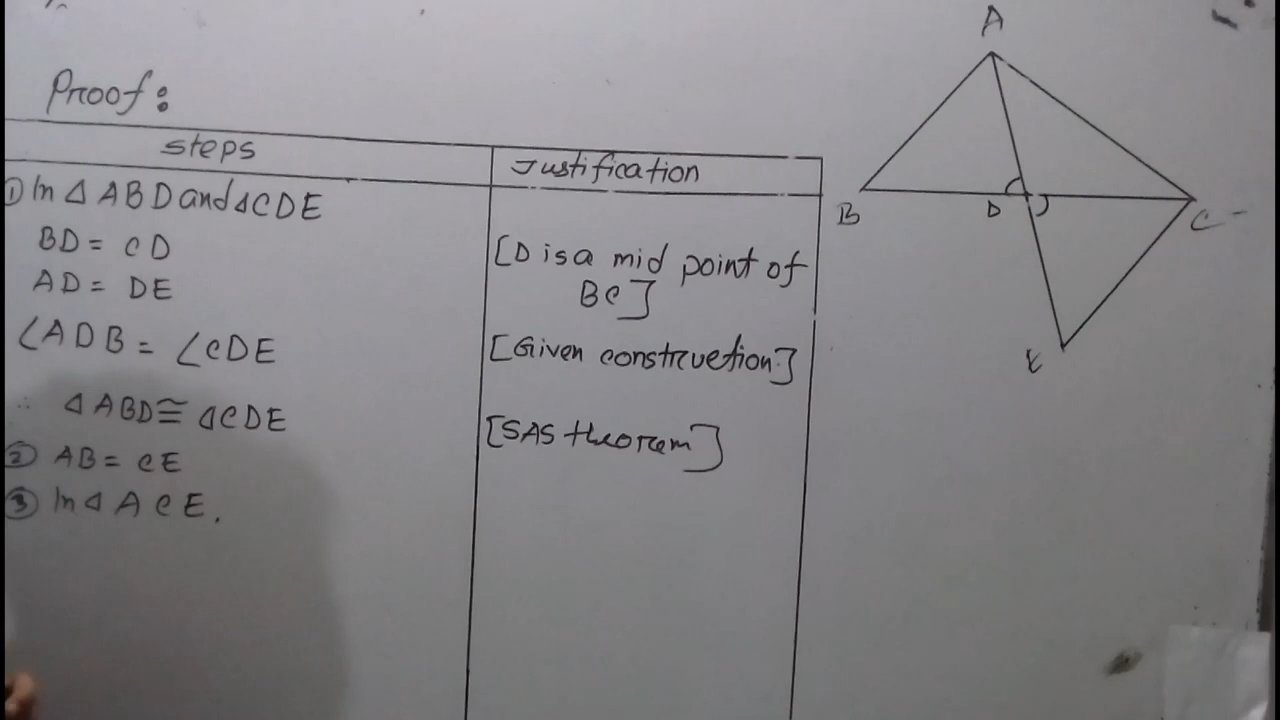 Proof:
steps
Justification
① In △ ABD and △CDE
BD = CD
[D is a mid point of
BC]
AD = DE
∠ADB = ∠CDE
[Given construction]
∴ △ ABD ≅ △CDE
[SAS theorem]
② AB = CE
③ In △ ACE.
A
B
D
C
E